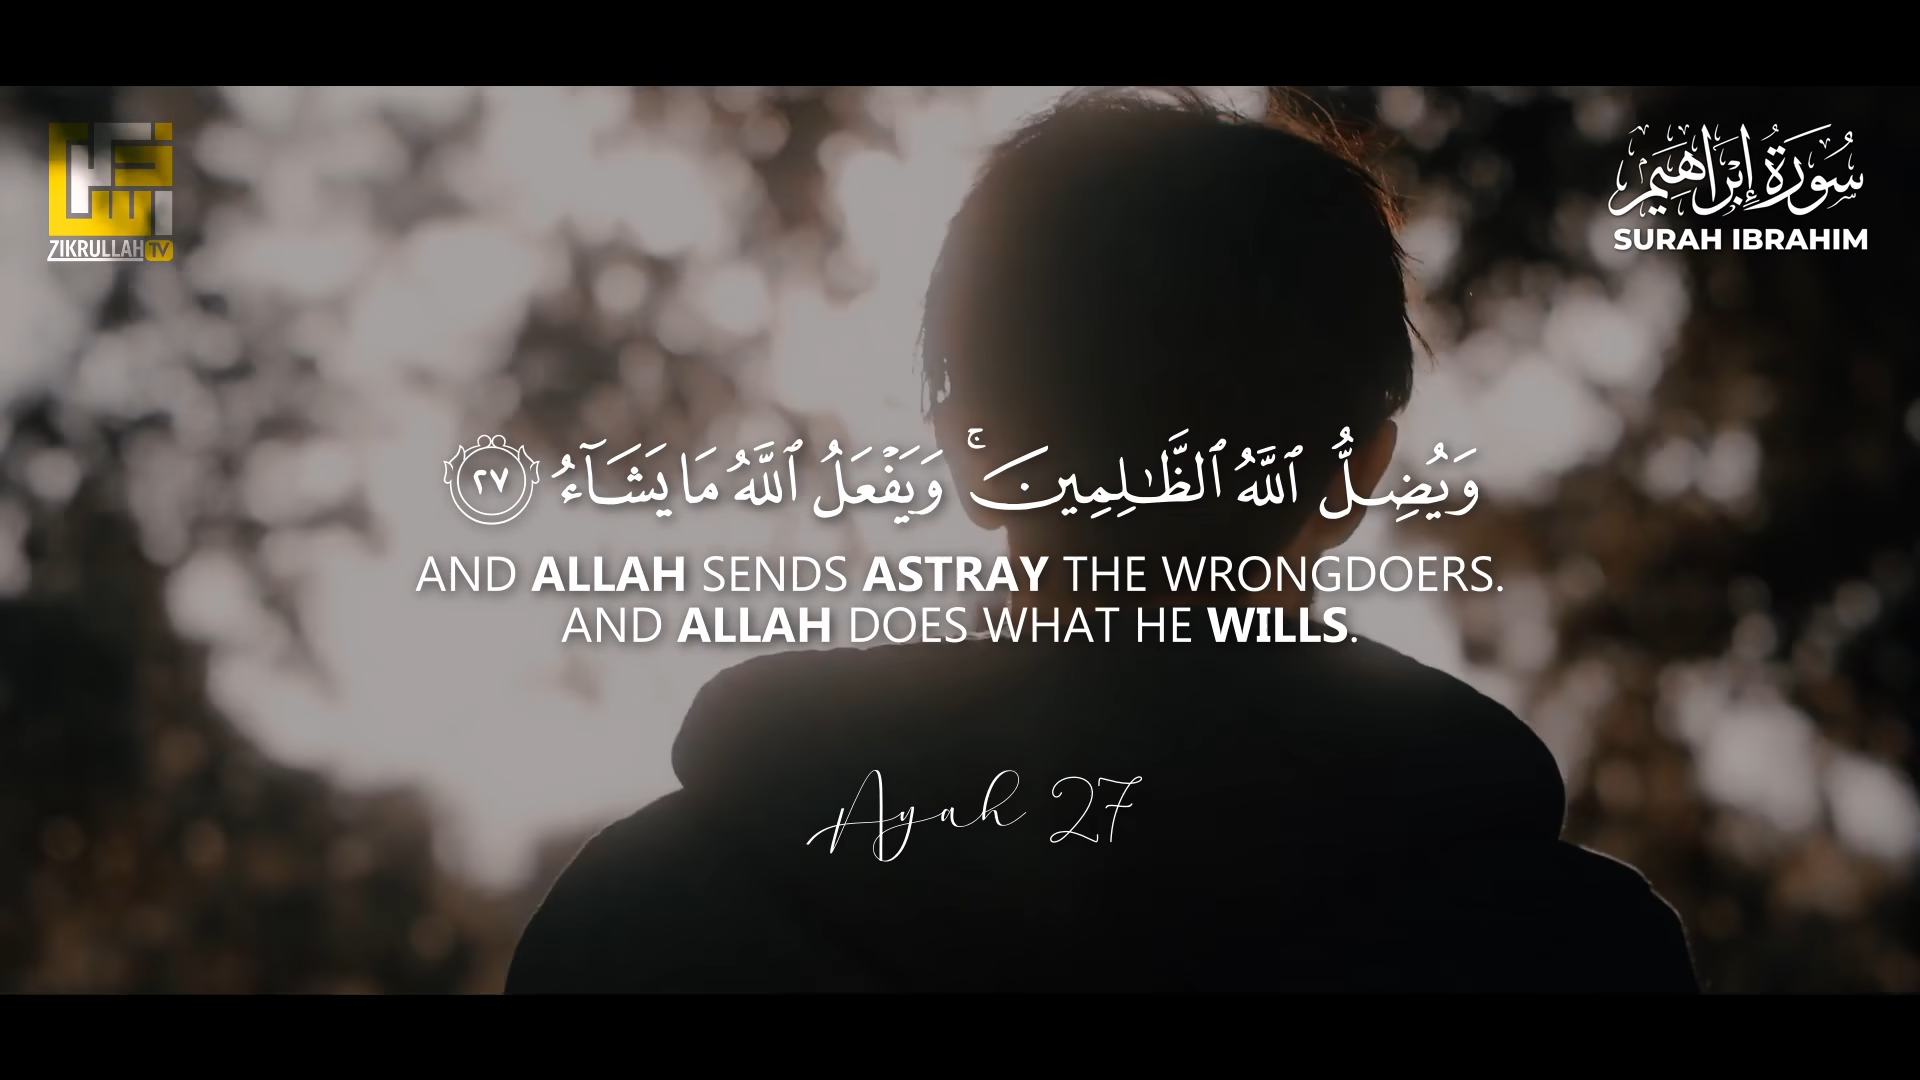 ZIKRULLAH TV
سُورَةُ إِبْرَاهِيم
SURAH IBRAHIM
وَيُضِلُّ ٱللَّهُ ٱلظَّـٰلِمِينَ ۚ وَيَفْعَلُ ٱللَّهُ مَا يَشَآءُ ٢٧
AND ALLAH SENDS ASTRAY THE WRONGDOERS.
AND ALLAH DOES WHAT HE WILLS.
Ayah 27